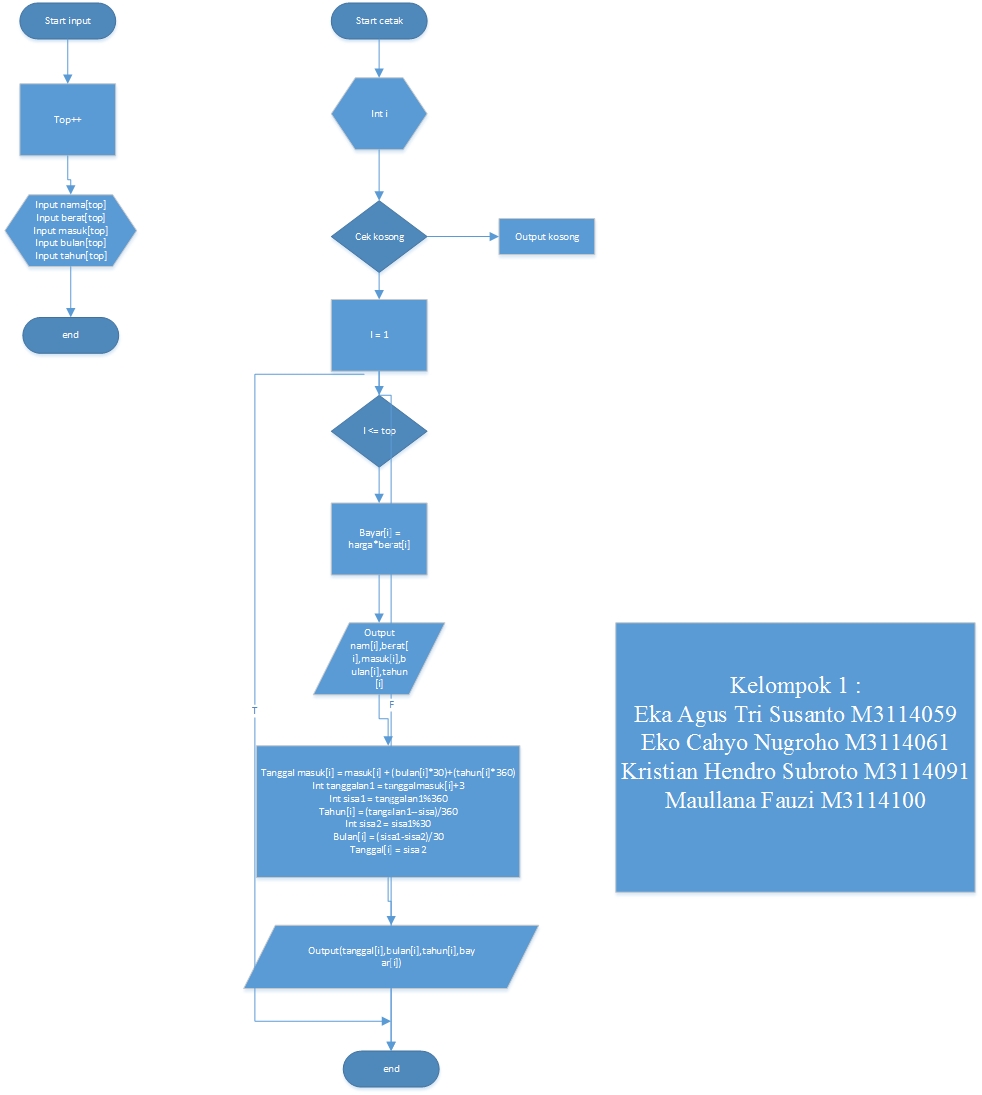 Start input
Top++
Input nama[top]
Input berat[top]
Input masuk[top]
Input bulan[top]
Input tahun[top]
end
Start cetak
Int i
Cek kosong
Output kosong
I = 1
I <= top
Bayar[i] =
harga*berat[i]
Output
nam[i],berat[
i],masuk[i],b
ulan[i],tahun
[i]
T
F
Tanggal masuk[i] = masuk[i] + (bulan[i]*30)+(tahun[i]*360)
Int tanggalan1 = tanggalmasuk[i]+3
Int sisa1 = tanggalan1%360
Tahun[i] = (tangalan1–sisa)/360
Int sisa2 = sisa1%30
Bulan[i] = (sisa1-sisa2)/30
Tanggal[i] = sisa 2
Output(tanggal[i],bulan[i],tahun[i],bay
ar[i])
end
Kelompok 1 :
Eka Agus Tri Susanto M3114059
Eko Cahyo Nugroho M3114061
Kristian Hendro Subroto M3114091
Maullana Fauzi M3114100